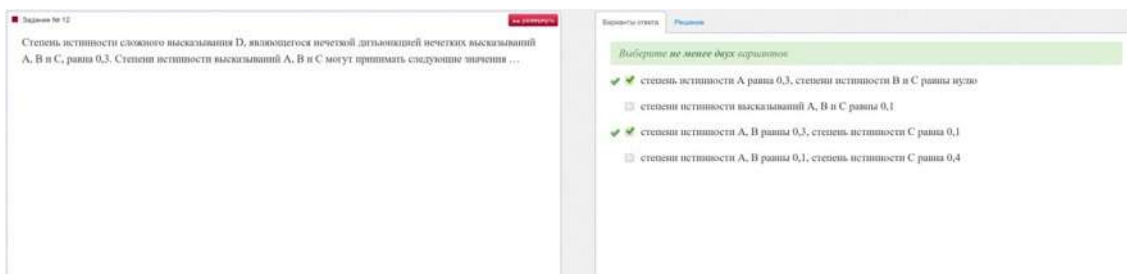 Задание № 12
развернуть
Степень истинности сложного высказывания D, являющегося нечеткой дизъюнкцией нечетких высказываний
A, B и C, равна 0,3. Степени истинности высказываний A, B и C могут принимать следующие значения …
Варианты ответа
Решение
Выберите не менее двух вариантов
степень истинности A равна 0,3, степени истинности B и C равны нулю
степени истинности высказываний A, B и C равны 0,1
степени истинности A, B равны 0,3, степень истинности C равна 0,1
степени истинности A, B равны 0,1, степень истинности C равна 0,4